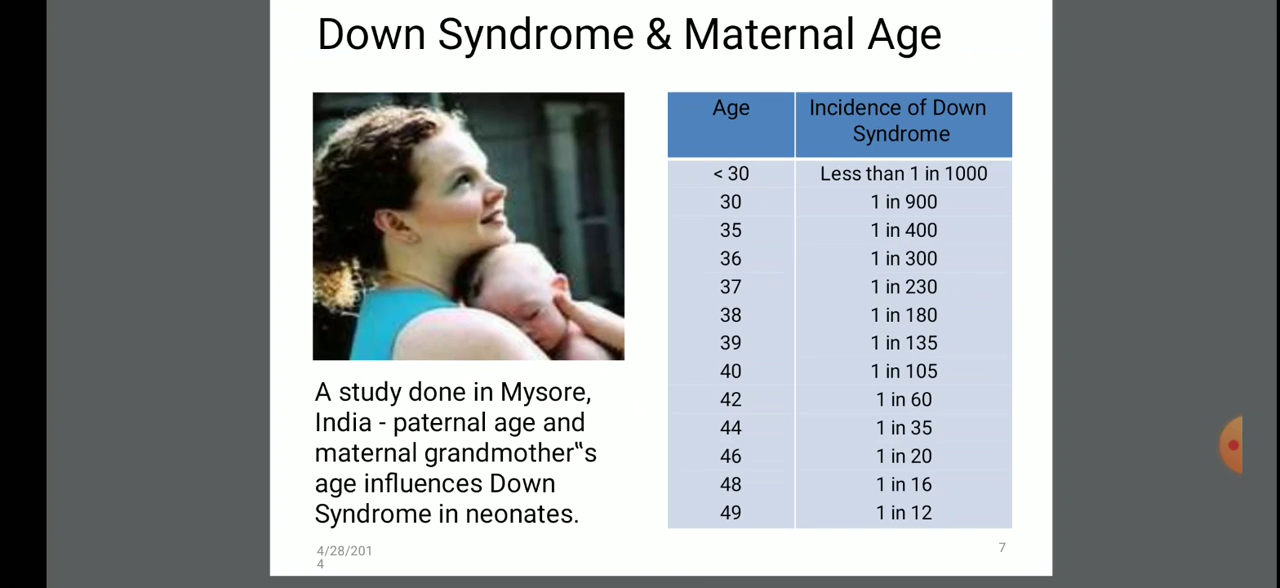 Down Syndrome & Maternal Age
A study done in Mysore,
India - paternal age and
maternal grandmother‟s
age influences Down
Syndrome in neonates.
Age Incidence of Down
Syndrome
< 30 Less than 1 in 1000
30 1 in 900
35 1 in 400
36 1 in 300
37 1 in 230
38 1 in 180
39 1 in 135
40 1 in 105
42 1 in 60
44 1 in 35
46 1 in 20
48 1 in 16
49 1 in 12
4/28/201
4
7